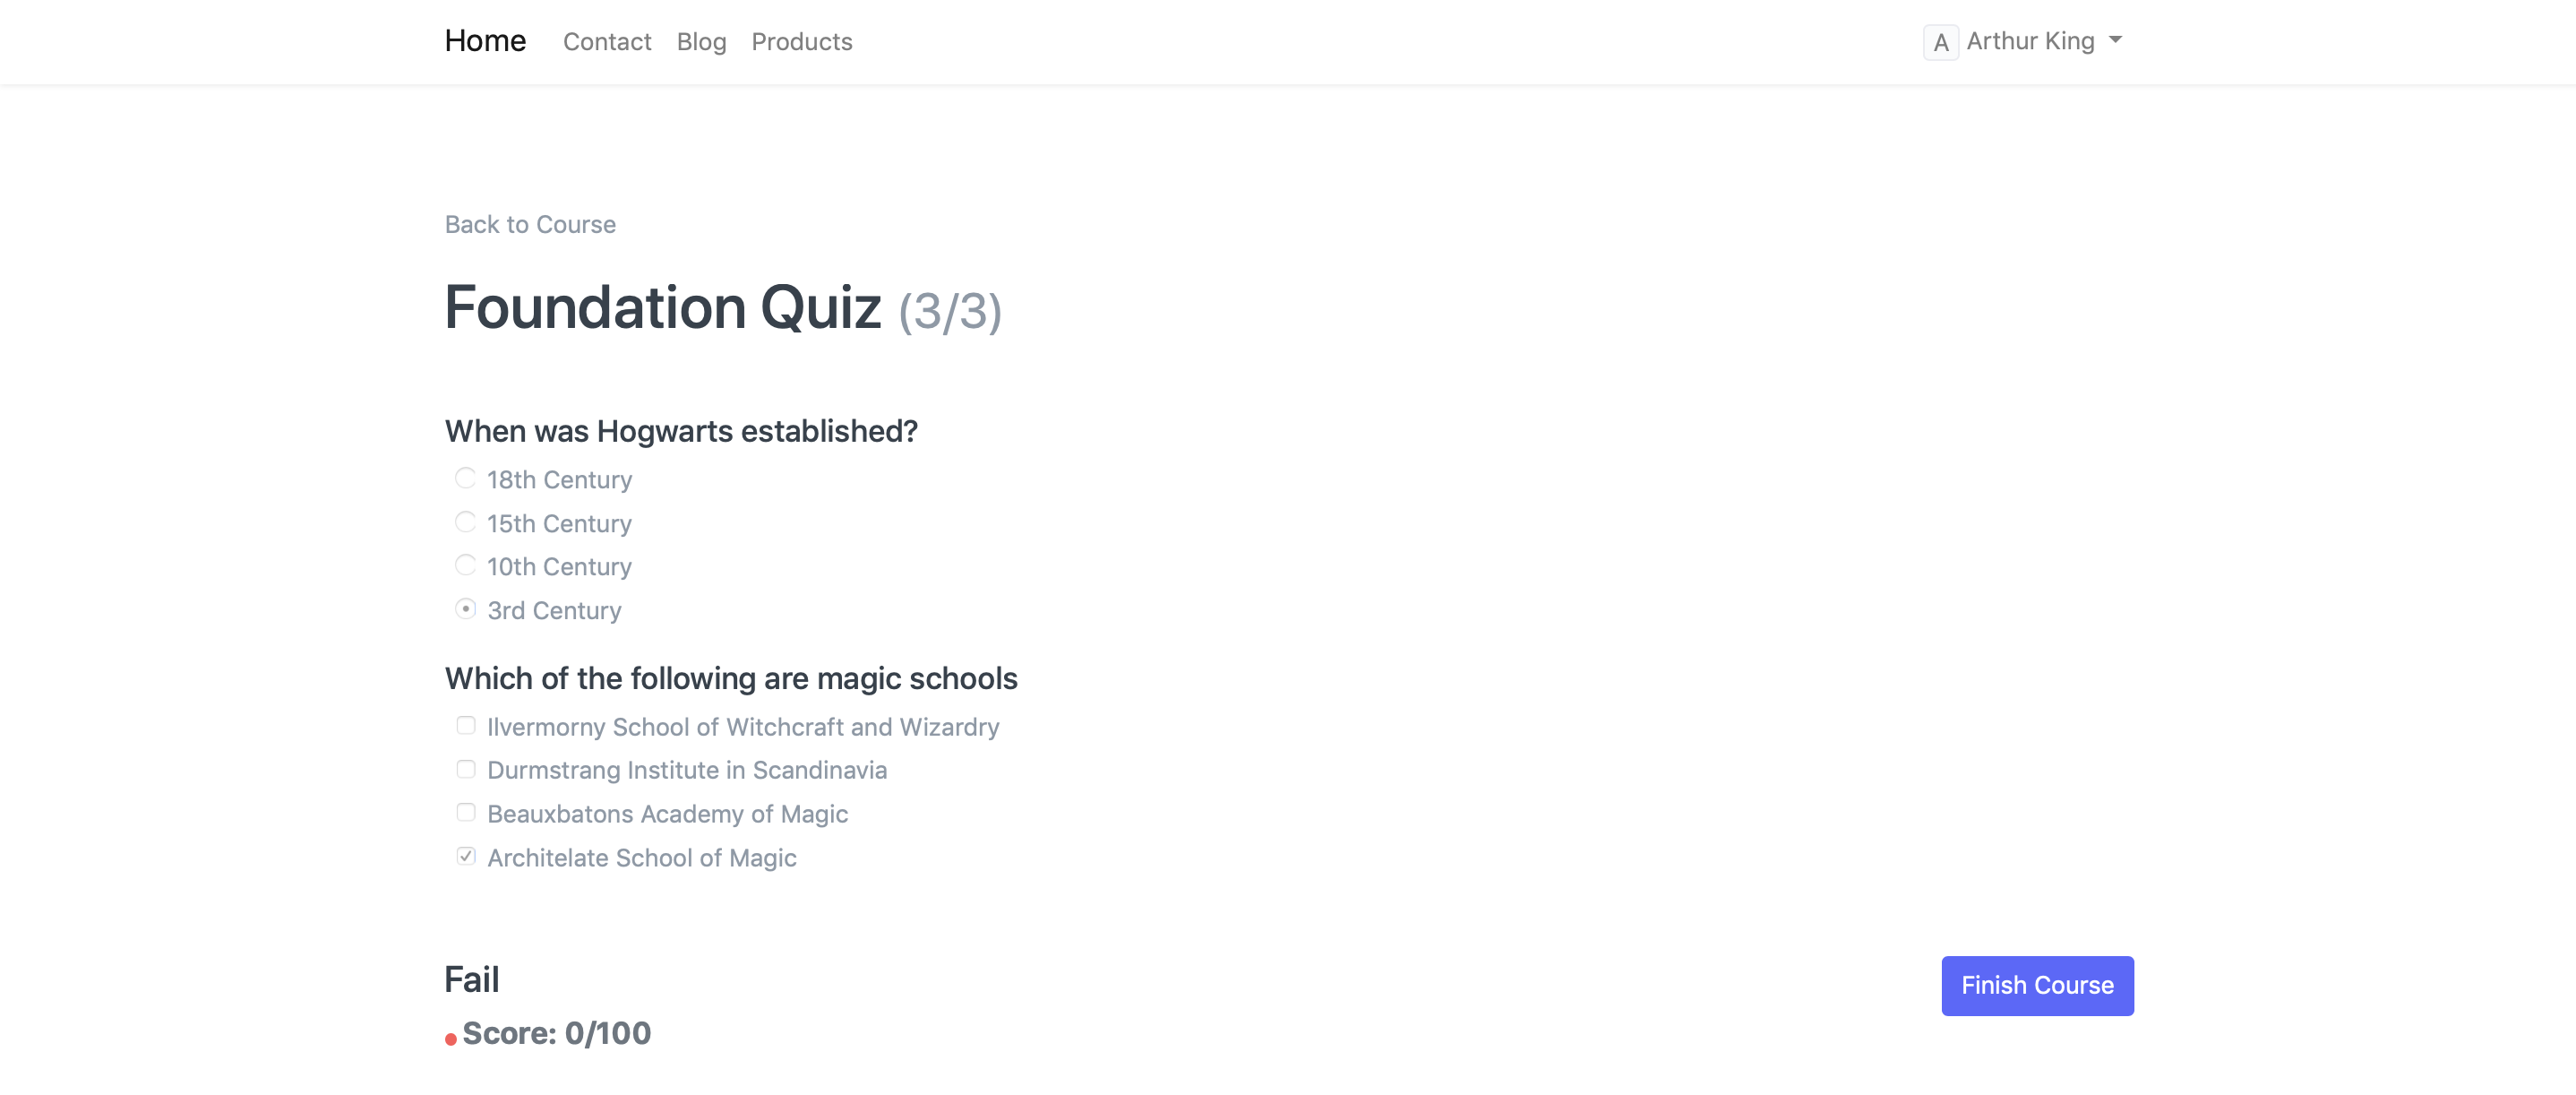 Home Contact Blog Products A Arthur King
Back to Course
Foundation Quiz (3/3)
When was Hogwarts established?
18th Century
15th Century
10th Century
3rd Century
Which of the following are magic schools
Ilvermorny School of Witchcraft and Wizardry
Durmstrang Institute in Scandinavia
Beauxbatons Academy of Magic
Architelate School of Magic
Fail
Finish Course
Score: 0/100